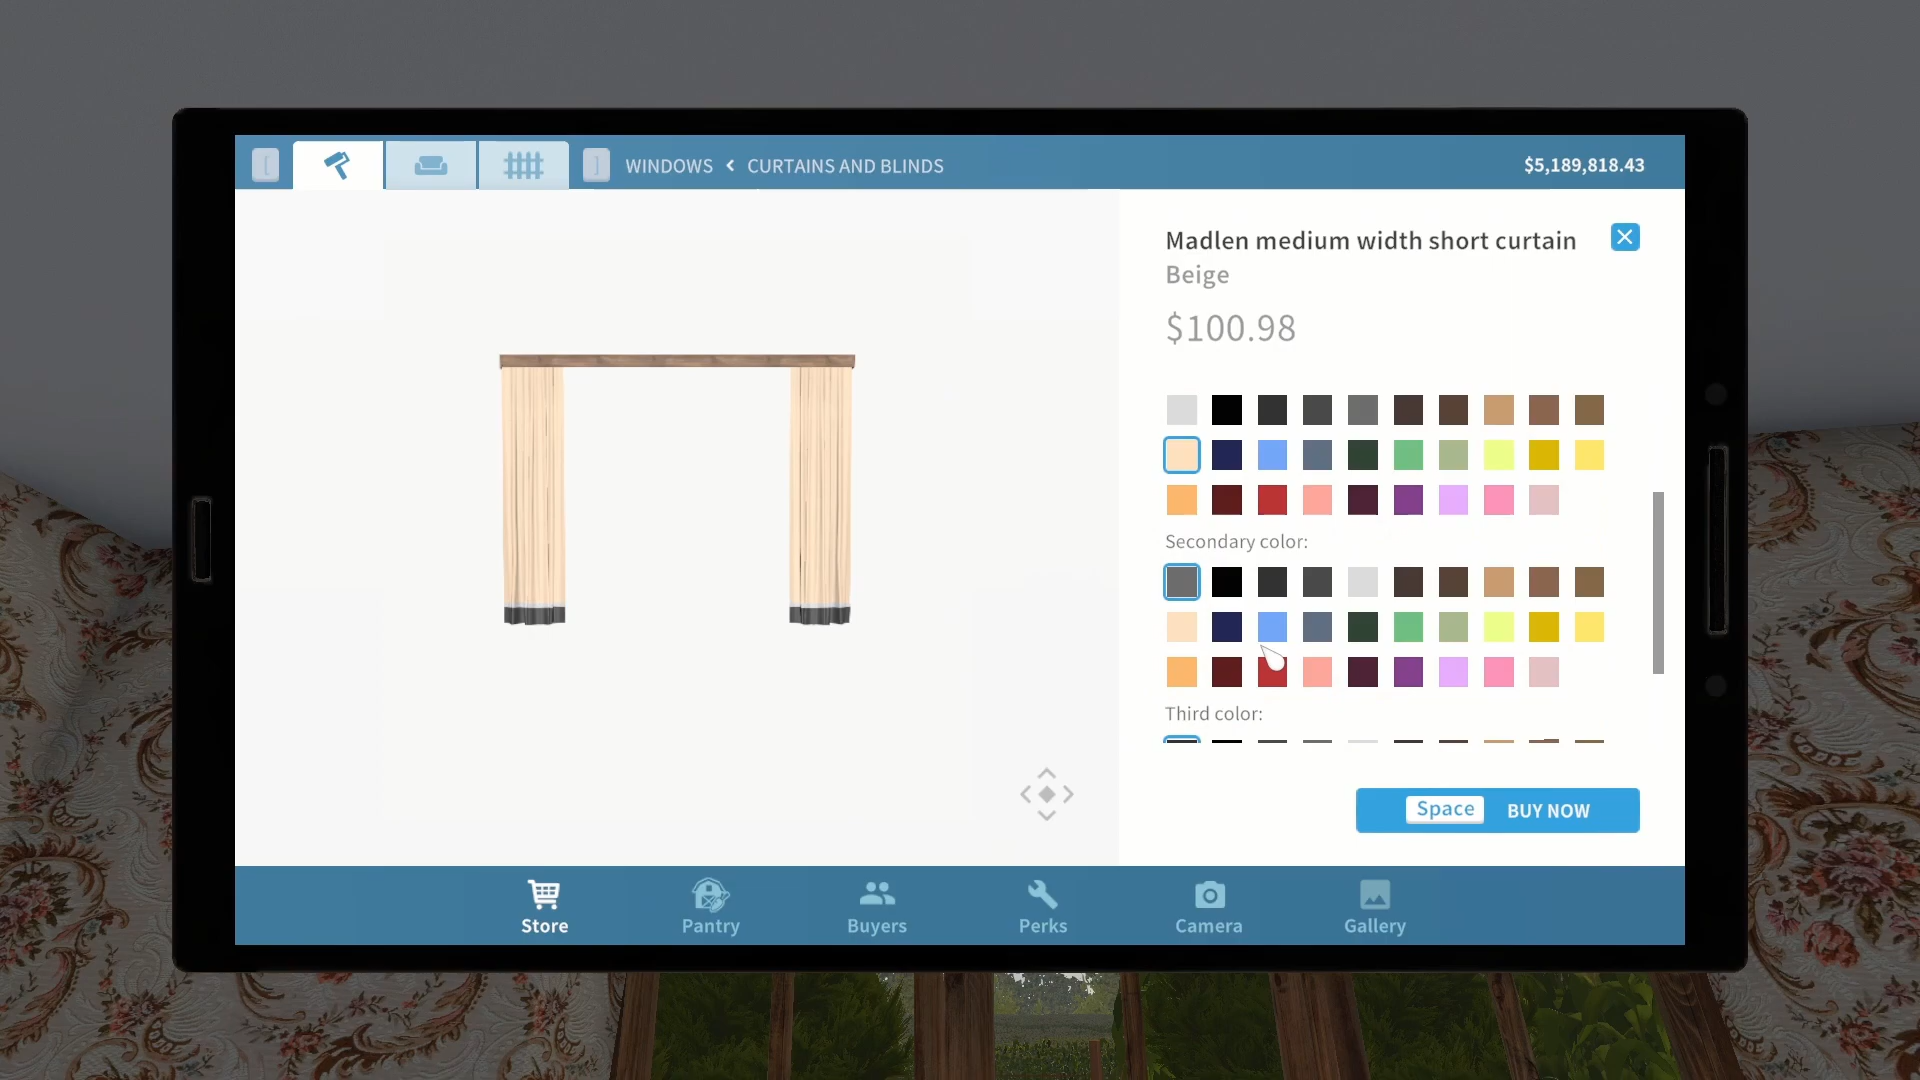 [
]
WINDOWS < CURTAINS AND BLINDS
$5,189,818.43
Madlen medium width short curtain
Beige
$100.98
Secondary color:
Third color:
Space BUY NOW
Store
Pantry
Buyers
Perks
Camera
Gallery